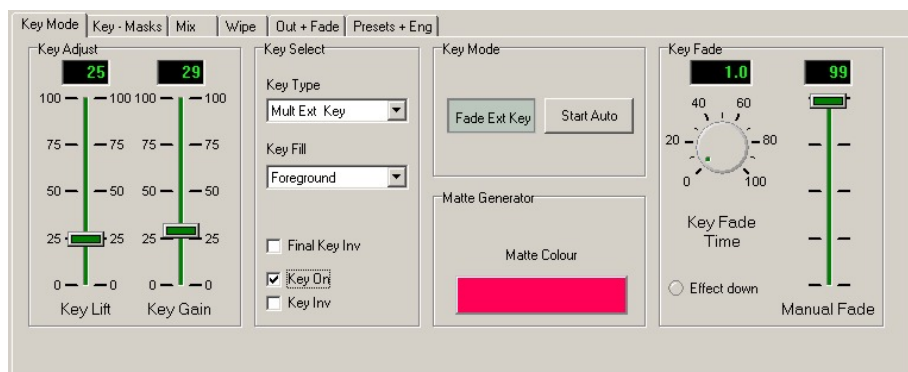 Key Mode Key - Masks Mix Wipe Out + Fade Presets + Eng
Key Adjust
25 29
100 100 100 100
75 75 75 75
50 50 50 50
25 25 25 25
0 0 0 0
Key Lift Key Gain
Key Select
Key Type
Mult Ext Key
Key Fill
Foreground
Final Key Inv
Key On
Key Inv
Key Mode
Fade Ext Key Start Auto
Matte Generator
Matte Colour
Key Fade
1.0 99
40 60
20 80
0 100
Key Fade
Time
Effect down
Manual Fade